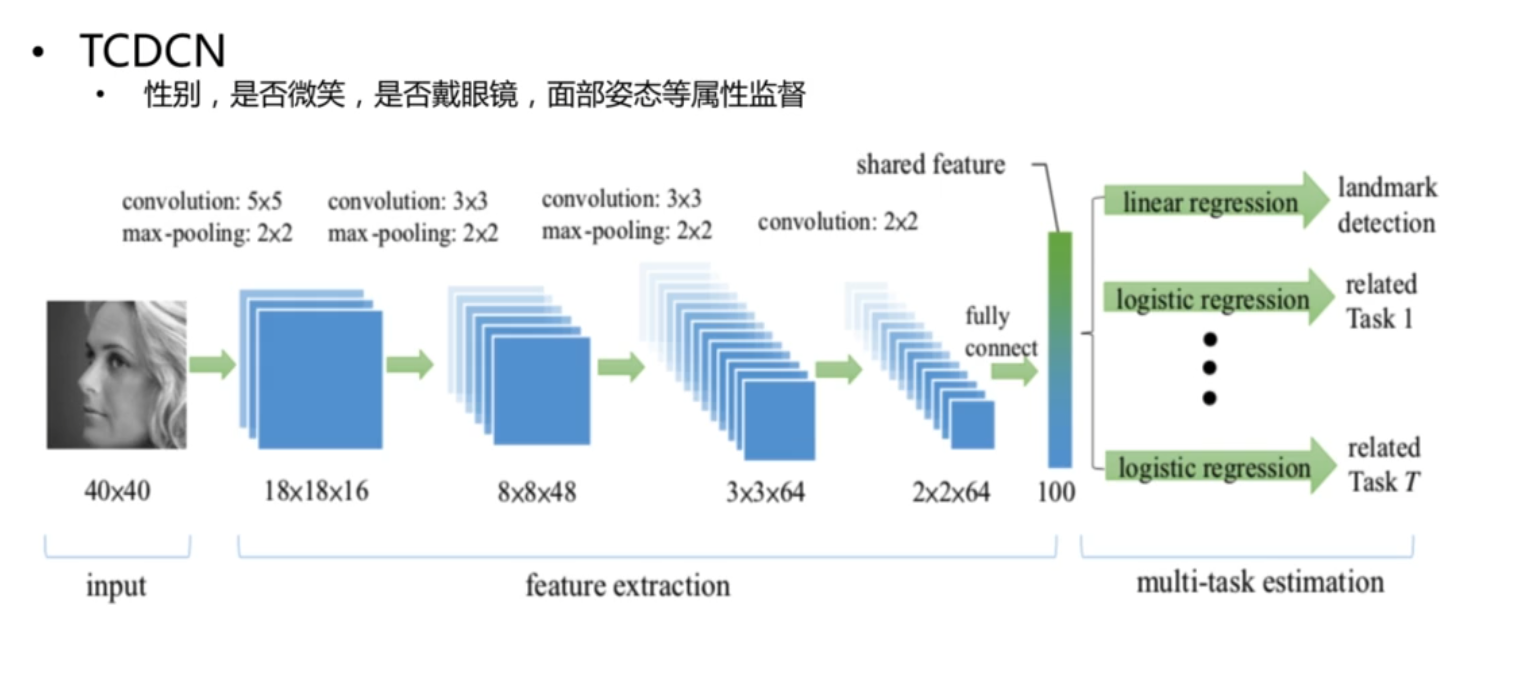 • TCDCN
• 性别，是否微笑，是否戴眼镜，面部姿态等属性监督
shared feature
convolution: 5x5
max-pooling: 2x2
convolution: 3x3
max-pooling: 2x2
convolution: 3x3
max-pooling: 2x2
convolution: 2x2
fully
connect
linear regression
landmark
detection
logistic regression
related
Task 1
logistic regression
related
Task T
40x40
18x18x16
8x8x48
3x3x64
2x2x64
100
input
feature extraction
multi-task estimation